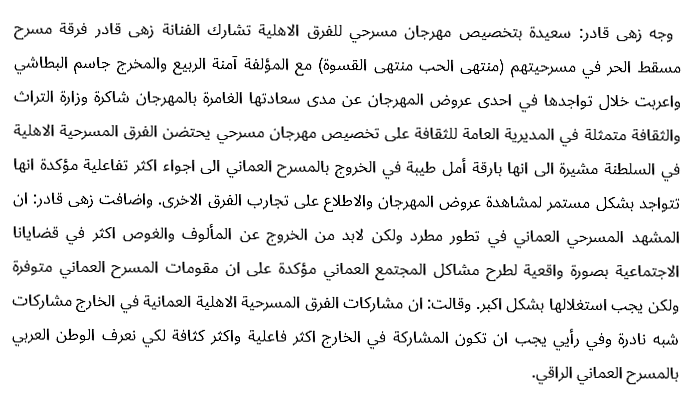 وجه زهى قادر: سعيدة بتخصيص مهرجان مسرحي للفرق الاهلية تشارك الفنانة زهى قادر فرقة مسرح
مسقط الحر في مسرحيتهم (منتهى الحب منتهى القسوة) مع المؤلفة آمنة الربيع والمخرج جاسم البطاشي
واعربت خلال تواجدها في احدى عروض المهرجان عن مدى سعادتها الغامرة بالمهرجان شاكرة وزارة التراث
والثقافة متمثلة في المديرية العامة للثقافة على تخصيص مهرجان مسرحي يحتضن الفرق المسرحية الاهلية
في السلطنة مشيرة الى انها بارقة أمل طيبة في الخروج بالمسرح العماني الى اجواء اكثر تفاعلية مؤكدة انها
تتواجد بشكل مستمر لمشاهدة عروض المهرجان والاطلاع على تجارب الفرق الاخرى. واضافت زهى قادر: ان
المشهد المسرحي العماني في تطور مطرد ولكن لابد من الخروج عن المألوف والغوص اكثر في قضايانا
الاجتماعية بصورة واقعية لطرح مشاكل المجتمع العماني مؤكدة على ان مقومات المسرح العماني متوفرة
ولكن يجب استغلالها بشكل اكبر. وقالت: ان مشاركات الفرق المسرحية الاهلية العمانية في الخارج مشاركات
شبه نادرة وفي رأيي يجب ان تكون المشاركة في الخارج اكثر فاعلية واكثر كثافة لكي نعرف الوطن العربي
بالمسرح العماني الراقي.